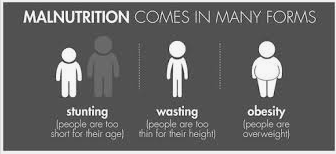 MALNUTRITION COMES IN MANY FORMS
stunting
(people are too
short for their age)
wasting
(people are too
thin for their height)
obesity
(people are
overweight)